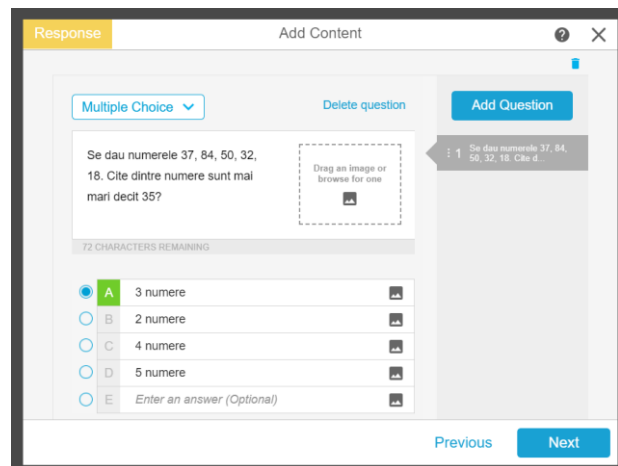 Response
Add Content
Multiple Choice
Delete question
Add Question
Se dau numerele 37, 84, 50, 32,
18. Cite dintre numere sunt mai
mari decit 35?
Drag an image or
browse for one
72 CHARACTERS REMAINING
1
Se dau numerele 37, 84,
50, 32, 18. Cite d...
A 3 numere
B 2 numere
C 4 numere
D 5 numere
E Enter an answer (Optional)
Previous
Next